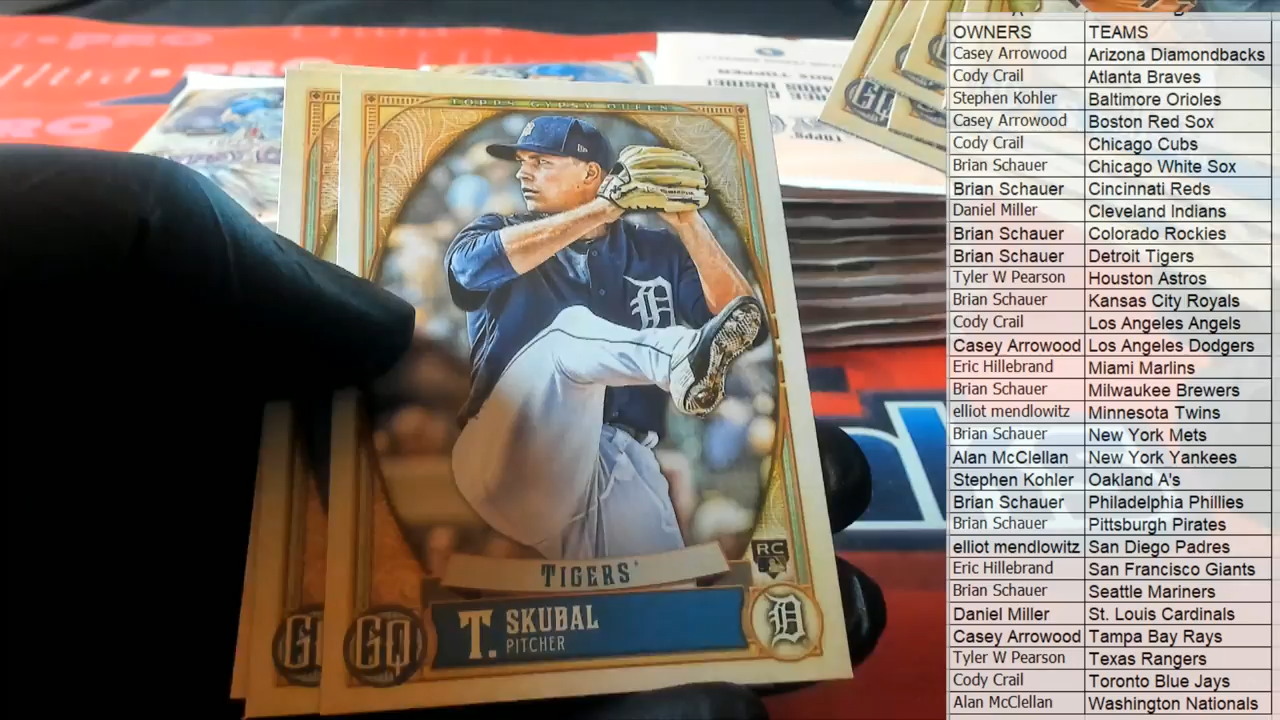 -PRO
RO
TOPPS GYPSY QUEEN
D
RC
TIGERS
T. SKUBAL
PITCHER
GQ
D
GQ
GQ
OWNERS TEAMS
Casey Arrowood Arizona Diamondbacks
Cody Crail Atlanta Braves
Stephen Kohler Baltimore Orioles
Casey Arrowood Boston Red Sox
Cody Crail Chicago Cubs
Brian Schauer Chicago White Sox
Brian Schauer Cincinnati Reds
Daniel Miller Cleveland Indians
Brian Schauer Colorado Rockies
Brian Schauer Detroit Tigers
Tyler W Pearson Houston Astros
Brian Schauer Kansas City Royals
Cody Crail Los Angeles Angels
Casey Arrowood Los Angeles Dodgers
Eric Hillebrand Miami Marlins
Brian Schauer Milwaukee Brewers
elliot mendlowitz Minnesota Twins
Brian Schauer New York Mets
Alan McClellan New York Yankees
Stephen Kohler Oakland A's
Brian Schauer Philadelphia Phillies
Brian Schauer Pittsburgh Pirates
elliot mendlowitz San Diego Padres
Eric Hillebrand San Francisco Giants
Brian Schauer Seattle Mariners
Daniel Miller St. Louis Cardinals
Casey Arrowood Tampa Bay Rays
Tyler W Pearson Texas Rangers
Cody Crail Toronto Blue Jays
Alan McClellan Washington Nationals